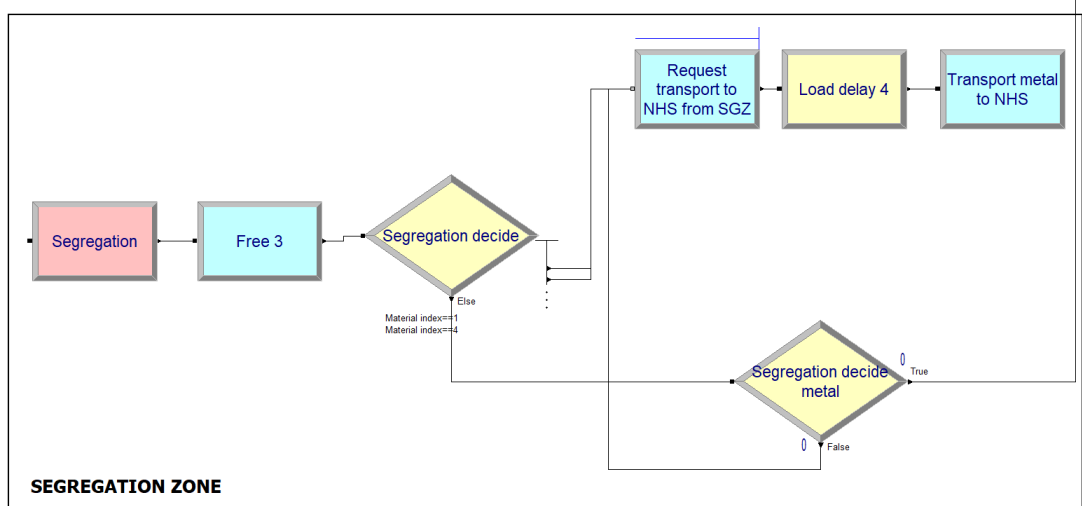 Request
transport to
NHS from SGZ
Load delay 4
Transport metal
to NHS
Segregation
Free 3
Segregation decide
Else
Material index==1
Material index==4
Segregation decide
metal
0
True
0
False
SEGREGATION ZONE